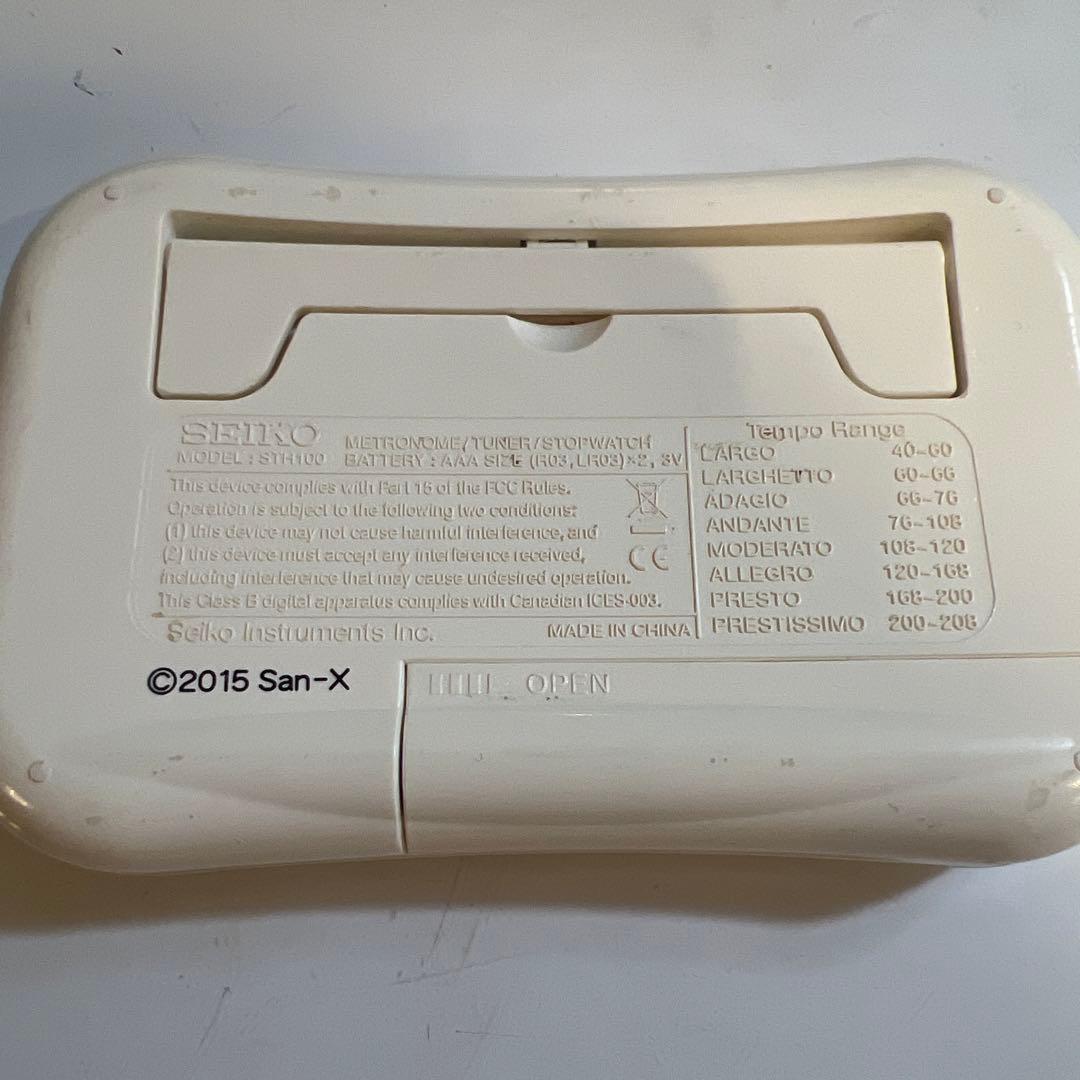 SEIKO METRONOME/TUNER/STOPWATCH
MODEL : STH100 BATTERY : AAA SIZE (R03, LR03)×2, 3V
This device complies with Part 15 of the FCC Rules.
Operation is subject to the following two conditions:
(1) this device may not cause harmful interference, and
(2) this device must accept any interference received,
including interference that may cause undesired operation.
CE
This Class B digital apparatus complies with Canadian ICES-003.
Seiko Instruments Inc. MADE IN CHINA
Tempo Range
LARGO 40~60
LARGHETTO 60~66
ADAGIO 66~76
ANDANTE 76~108
MODERATO 108~120
ALLEGRO 120~168
PRESTO 168~200
PRESTISSIMO 200~208
©2015 San-X
OPEN